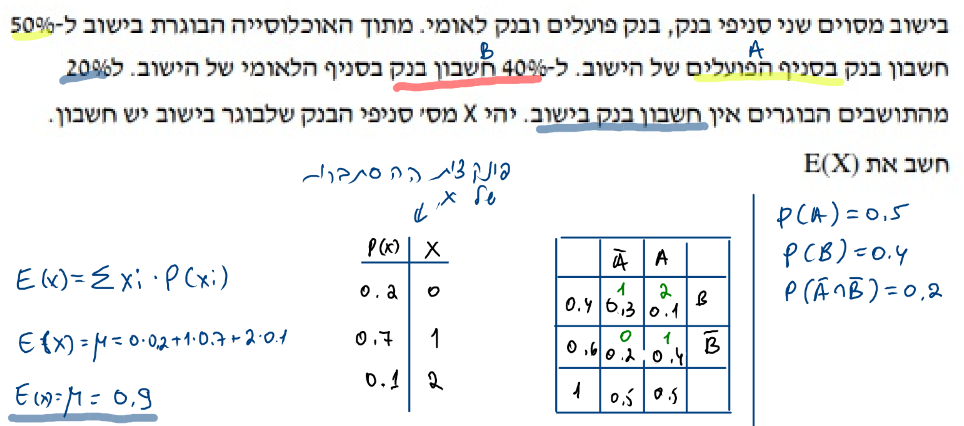 בישוב מסוים שני סניפי בנק, בנק פועלים ובנק לאומי. מתוך האוכלוסייה הבוגרת בישוב ל-50%
B A
חשבון בנק בסניף הפועלים של הישוב. ל-40% חשבון בנק בסניף הלאומי של הישוב. ל20%
מהתושבים הבוגרים אין חשבון בנק בישוב. יהי X מס׳ סניפי הבנק שלבוגר בישוב יש חשבון.
חשב את E(X)
P(A)=0.5
P(B)=0.4
P(Ā∩B̄)=0.2
Ā A
0.4 1 0.3 2 0.1 B
0.6 0 0.2 1 0.4 B̄
1 0.5 0.5
פונקצית ההסתברות
של x
P(x) X
0.2 0
0.7 1
0.1 2
E(x)=Σxi·P(xi)
E(x)=μ=0·0.2+1·0.7+2·0.1
E(x)=μ=0.9